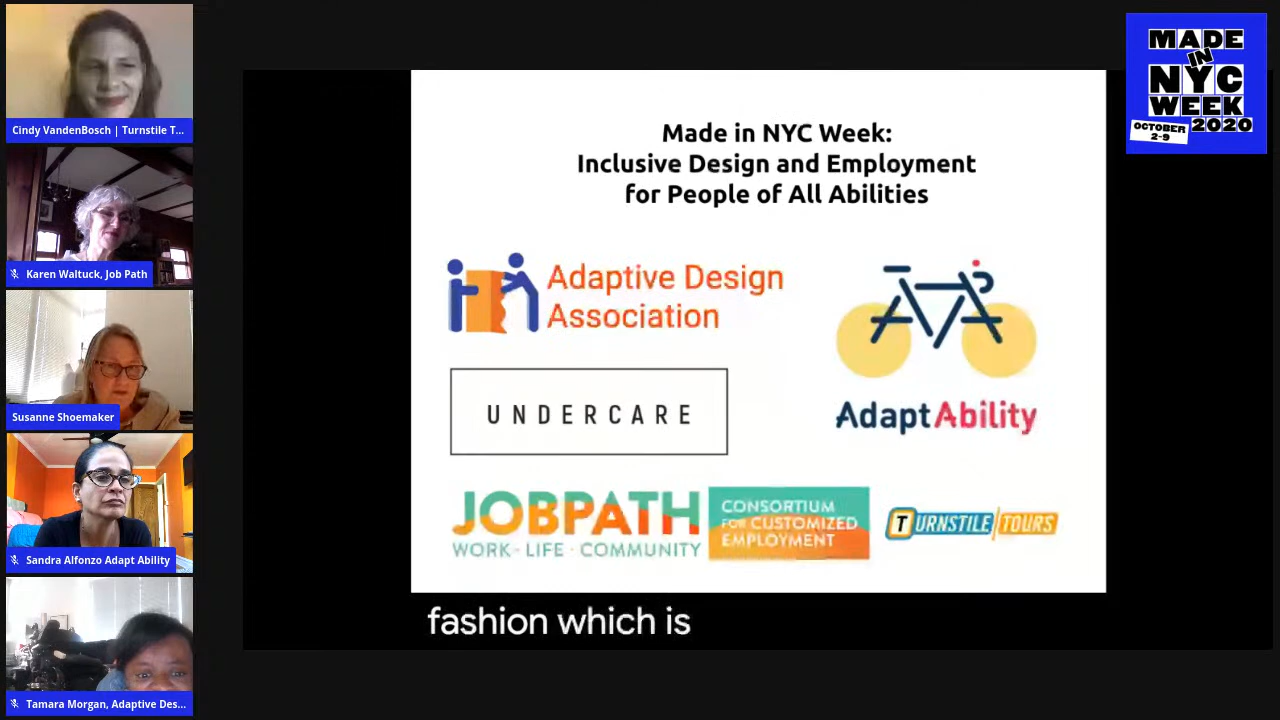 Cindy VandenBosch | Turnstile T...
Karen Waltuck, Job Path
Susanne Shoemaker
Sandra Alfonzo Adapt Ability
Tamara Morgan, Adaptive Des...
Made in NYC Week:
Inclusive Design and Employment
for People of All Abilities
Adaptive Design
Association
AdaptAbility
UNDERCARE
JOBPATH
WORK · LIFE · COMMUNITY
CONSORTIUM
FOR CUSTOMIZED
EMPLOYMENT
TURNSTILE TOURS
fashion which is
MADE
IN
NYC
WEEK
2020
OCTOBER
2-9